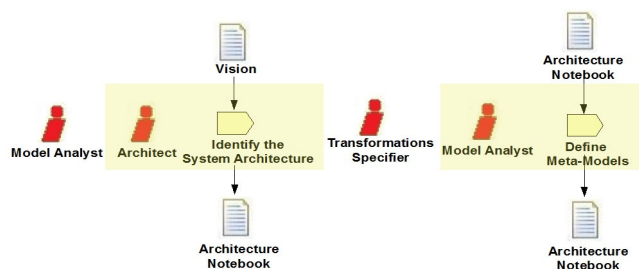 Vision
Model Analyst
Architect
Identify the
System Architecture
Architecture
Notebook
Transformations
Specifier
Architecture
Notebook
Model Analyst
Define
Meta-Models
Architecture
Notebook